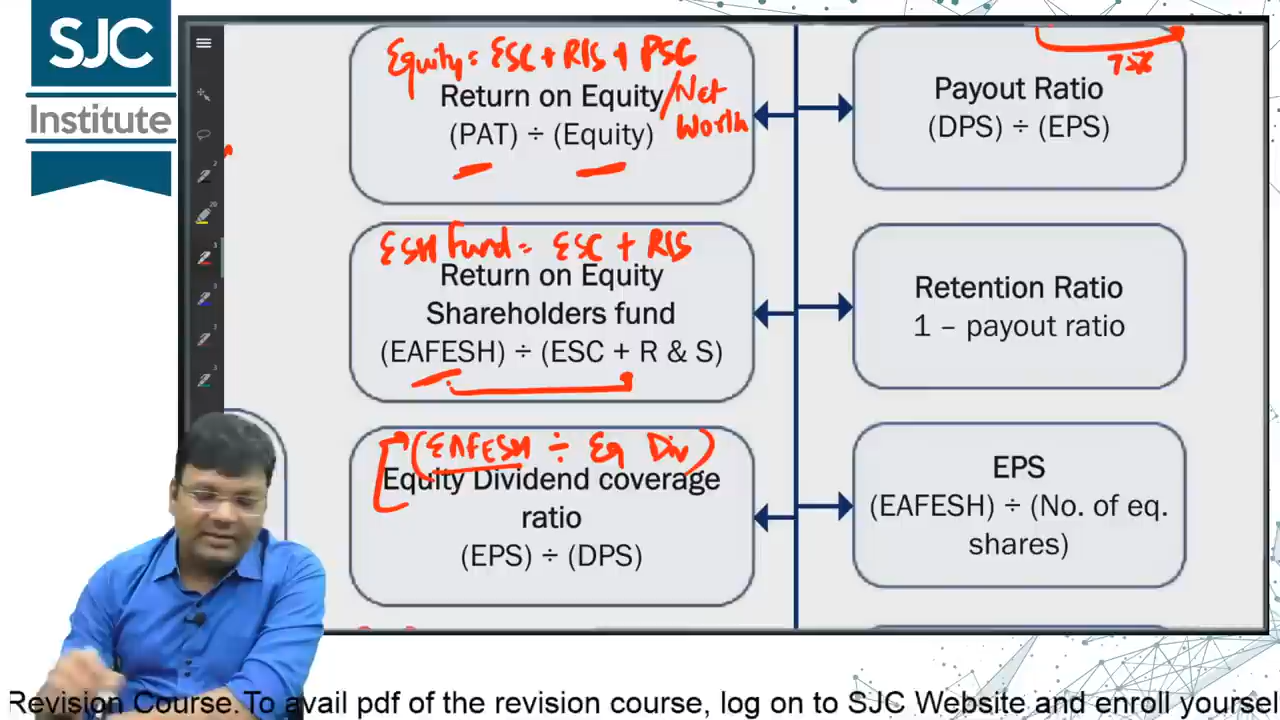 SJC
Institute
Equity = ESC + R/S + PSC
Return on Equity /Net
Worth
(PAT) ÷ (Equity)
ESH Fund = ESC + R/S
Return on Equity
Shareholders fund
(EAFESH) ÷ (ESC + R & S)
(EAFESH ÷ Eq Div)
Equity Dividend coverage
ratio
(EPS) ÷ (DPS)
Payout Ratio
(DPS) ÷ (EPS)
Retention Ratio
1 – payout ratio
EPS
(EAFESH) ÷ (No. of eq.
shares)
Revision Course. To avail pdf of the revision course, log on to SJC Website and enroll yoursel